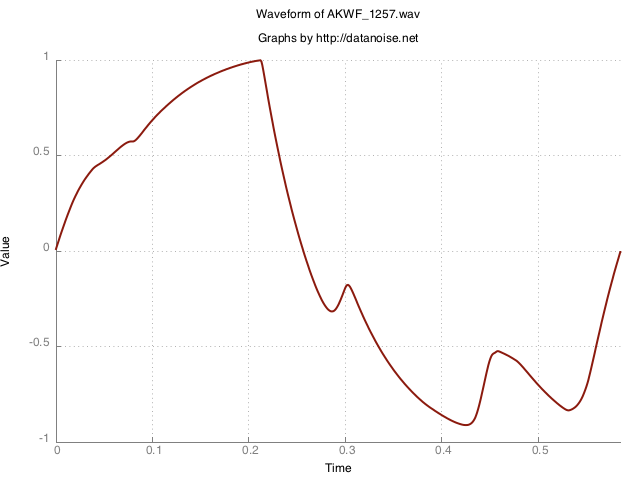 Waveform of AKWF_1257.wav
Graphs by http://datanoise.net
1
0.5
0
-0.5
-1
Value
0 0.1 0.2 0.3 0.4 0.5
Time